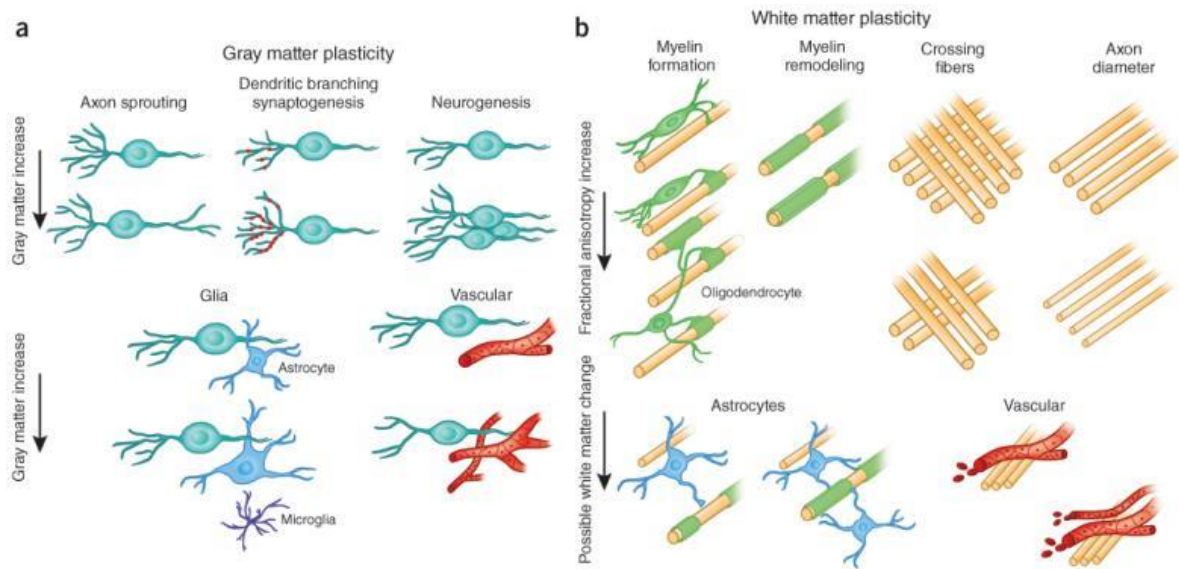 a
Gray matter plasticity
Axon sprouting
Dendritic branching
synaptogenesis
Neurogenesis
Gray matter increase
Glia
Vascular
Astrocyte
Microglia
Gray matter increase
b
White matter plasticity
Myelin
formation
Myelin
remodeling
Crossing
fibers
Axon
diameter
Fractional anisotropy increase
Oligodendrocyte
Possible white matter change
Astrocytes
Vascular